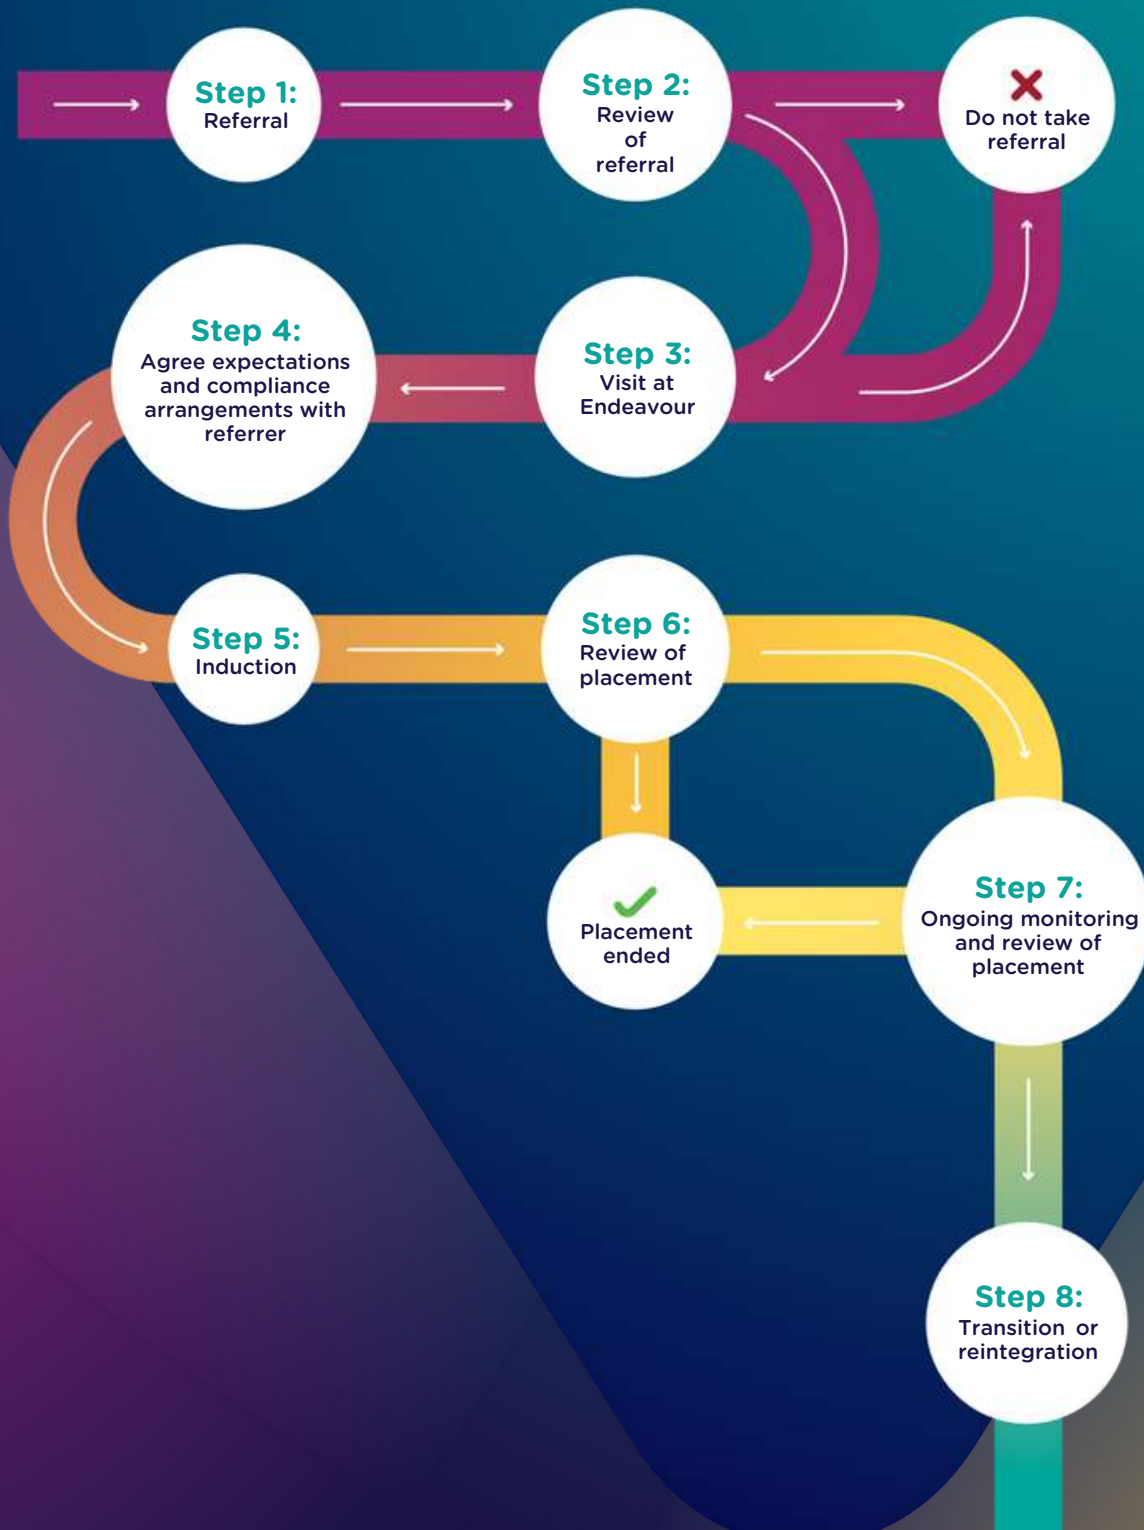 Step 1:
Referral
Step 2:
Review
of
referral
Do not take
referral
Step 3:
Visit at
Endeavour
Step 4:
Agree expectations
and compliance
arrangements with
referrer
Step 5:
Induction
Step 6:
Review of
placement
Step 7:
Ongoing monitoring
and review of
placement
Placement
ended
Step 8:
Transition or
reintegration